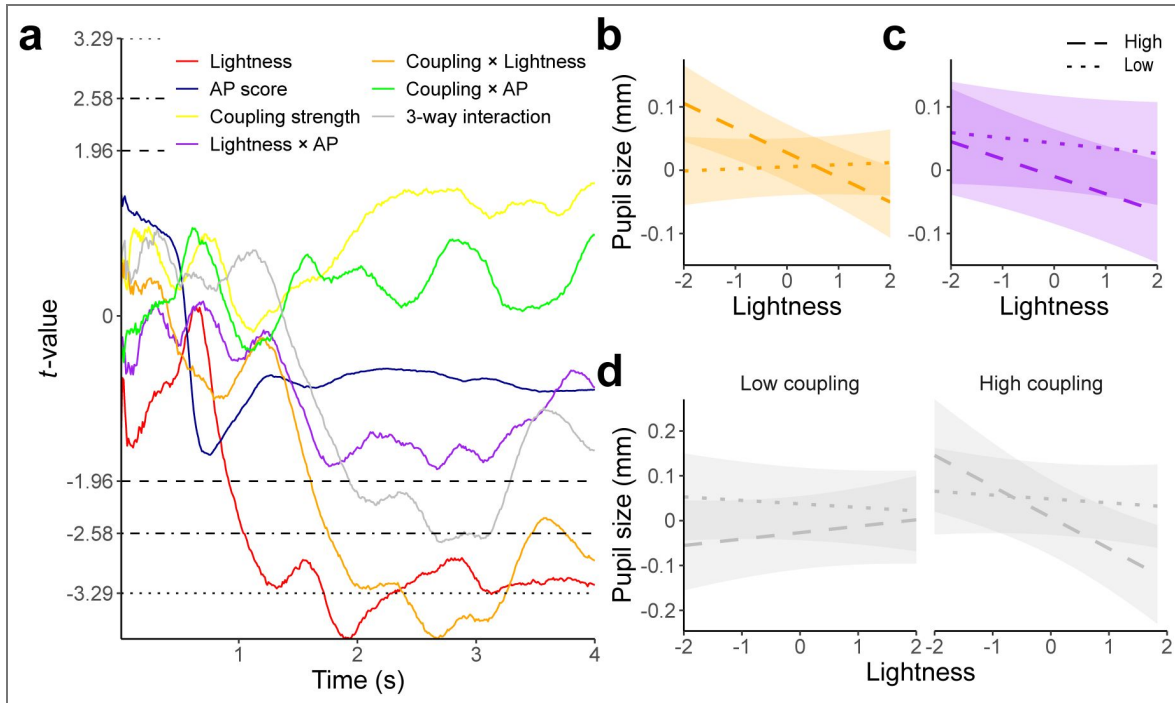 a
3.29
2.58
1.96
0
-1.96
-2.58
-3.29
t-value
Lightness
AP score
Coupling strength
Lightness × AP
Coupling × Lightness
Coupling × AP
3-way interaction
1
2
3
4
Time (s)
b
0.1
0
-0.1
Pupil size (mm)
-2
-1
0
1
2
Lightness
c
High
Low
0.1
0
-0.1
-2
-1
0
1
2
Lightness
d
Low coupling
High coupling
0.2
0.1
0
-0.1
-0.2
Pupil size (mm)
-2
-1
0
1
2
-2
-1
0
1
2
Lightness